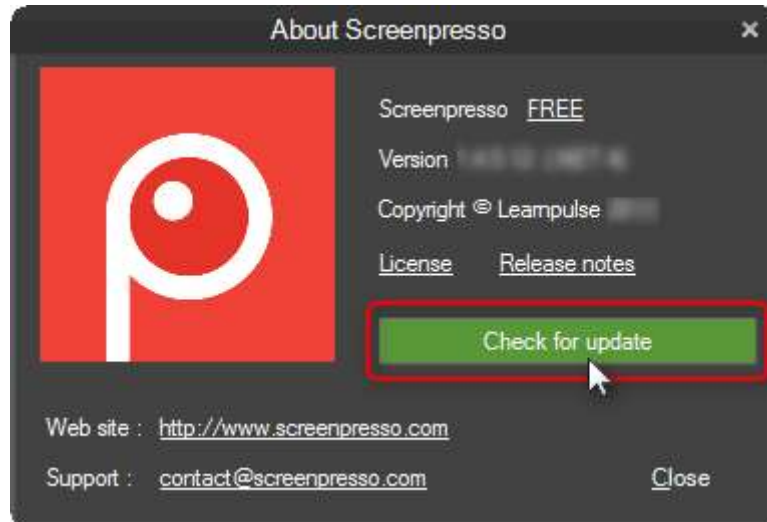 About Screenpresso
Screenpresso FREE
Version
Copyright © Learnpulse
License Release notes
Check for update
Web site : http://www.screenpresso.com
Support : contact@screenpresso.com
Close